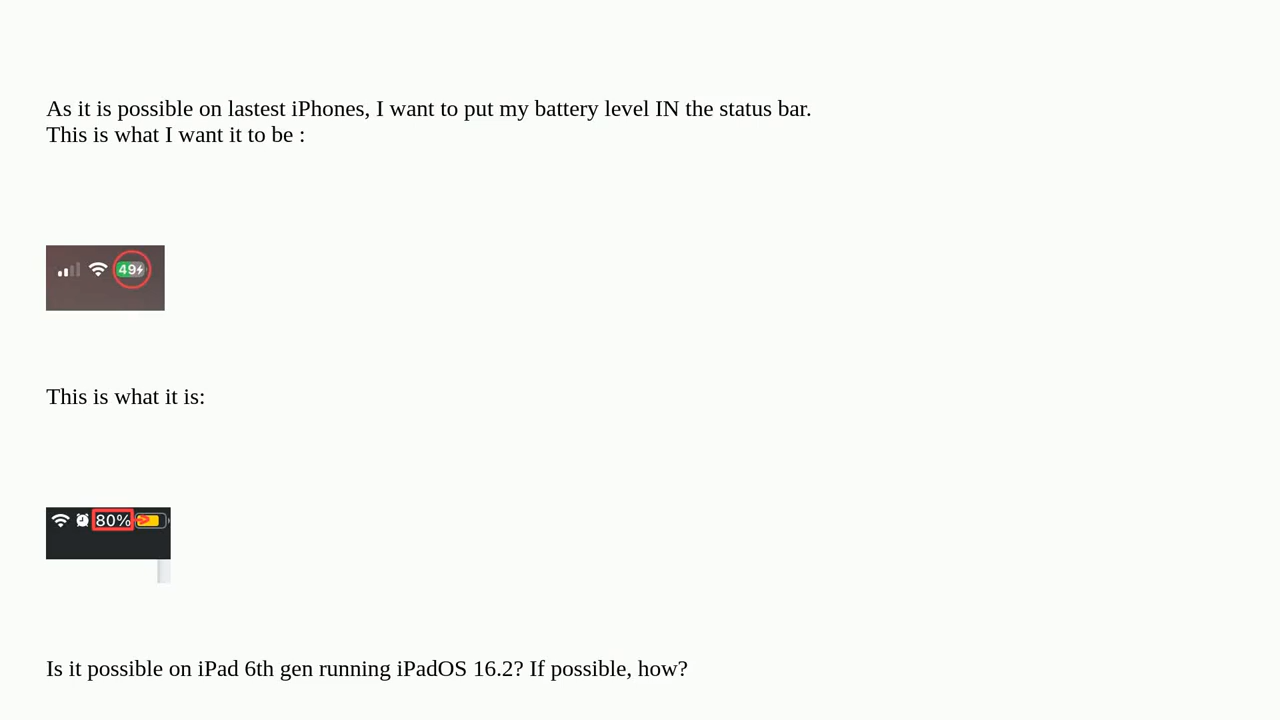 As it is possible on lastest iPhones, I want to put my battery level IN the status bar.
This is what I want it to be :
49
This is what it is:
80%
Is it possible on iPad 6th gen running iPadOS 16.2? If possible, how?